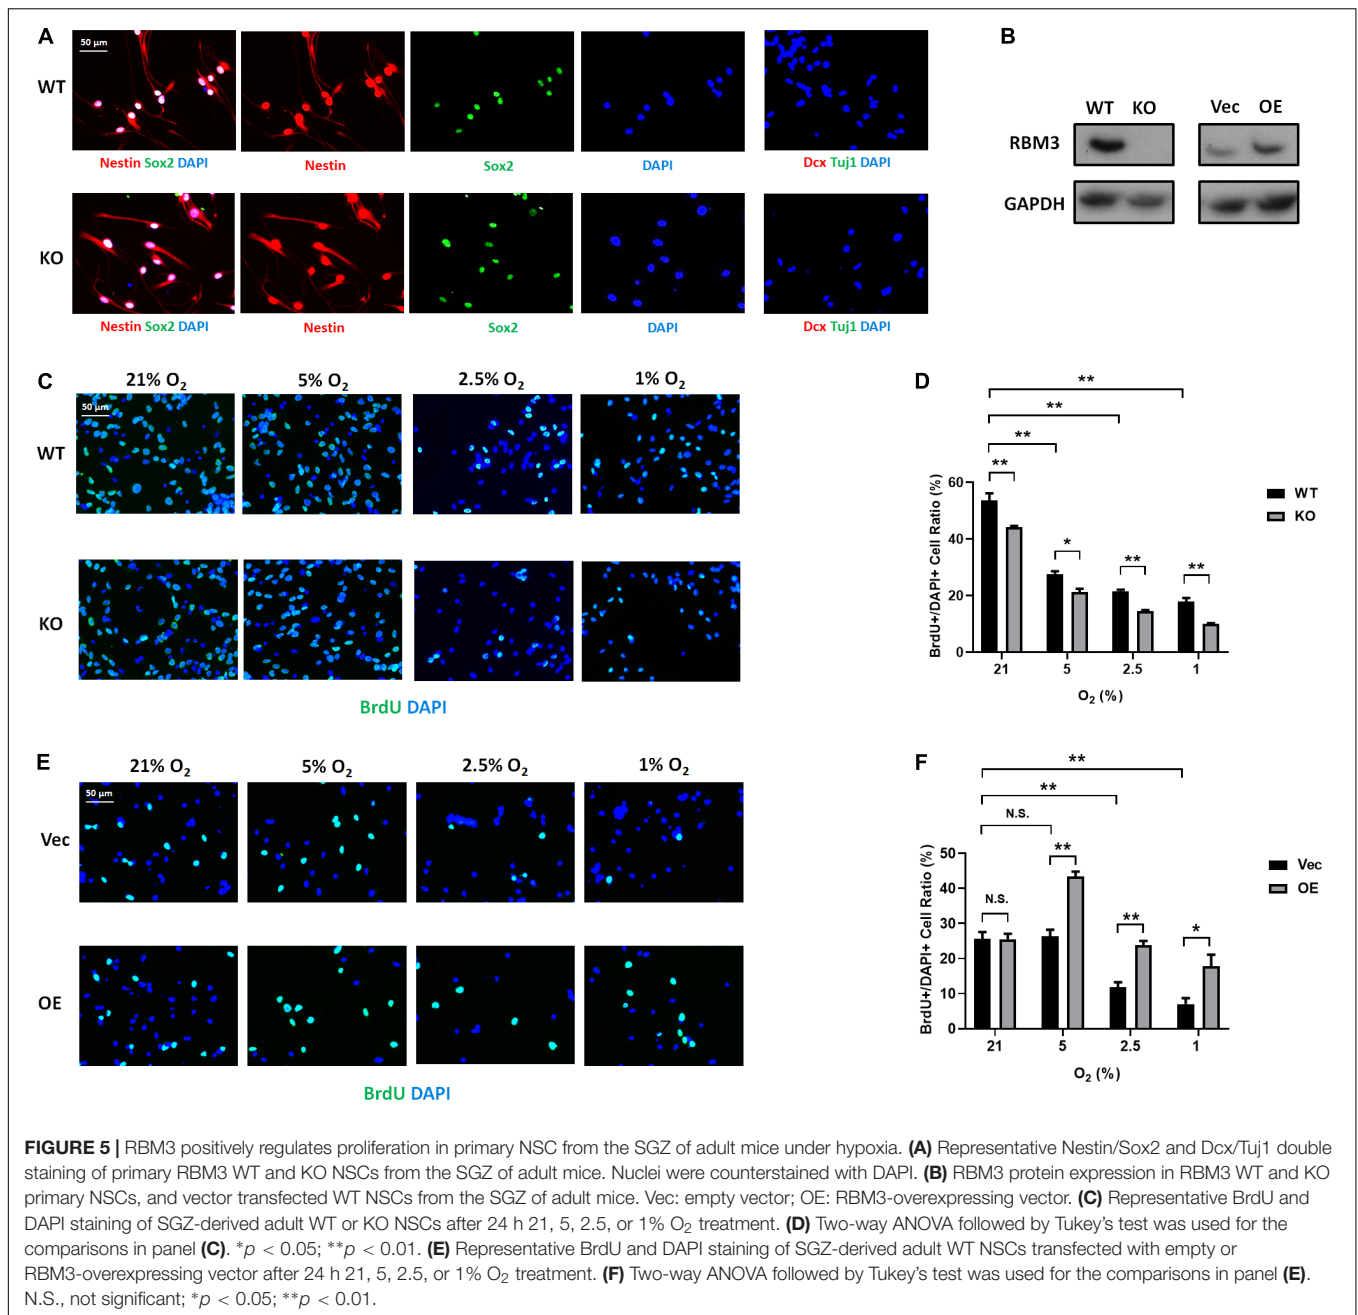 A
50 µm
WT
Nestin Sox2 DAPI
Nestin
Sox2
DAPI
Dcx Tuj1 DAPI
KO
Nestin Sox2 DAPI
Nestin
Sox2
DAPI
Dcx Tuj1 DAPI
B
WT KO Vec OE
RBM3
GAPDH
C
21% O2 5% O2 2.5% O2 1% O2
50 µm
WT
KO
BrdU DAPI
D
**
**
**
**
*
**
**
BrdU+/DAPI+ Cell Ratio (%)
60
40
20
0
21 5 2.5 1
O2 (%)
WT
KO
E
21% O2 5% O2 2.5% O2 1% O2
50 µm
Vec
OE
BrdU DAPI
F
**
**
N.S.
**
N.S.
**
*
BrdU+/DAPI+ Cell Ratio (%)
50
40
30
20
10
0
21 5 2.5 1
O2 (%)
Vec
OE
FIGURE 5 | RBM3 positively regulates proliferation in primary NSC from the SGZ of adult mice under hypoxia. (A) Representative Nestin/Sox2 and Dcx/Tuj1 double
staining of primary RBM3 WT and KO NSCs from the SGZ of adult mice. Nuclei were counterstained with DAPI. (B) RBM3 protein expression in RBM3 WT and KO
primary NSCs, and vector transfected WT NSCs from the SGZ of adult mice. Vec: empty vector; OE: RBM3-overexpressing vector. (C) Representative BrdU and
DAPI staining of SGZ-derived adult WT or KO NSCs after 24 h 21, 5, 2.5, or 1% O2 treatment. (D) Two-way ANOVA followed by Tukey's test was used for the
comparisons in panel (C). *p < 0.05; **p < 0.01. (E) Representative BrdU and DAPI staining of SGZ-derived adult WT NSCs transfected with empty or
RBM3-overexpressing vector after 24 h 21, 5, 2.5, or 1% O2 treatment. (F) Two-way ANOVA followed by Tukey's test was used for the comparisons in panel (E).
N.S., not significant; *p < 0.05; **p < 0.01.